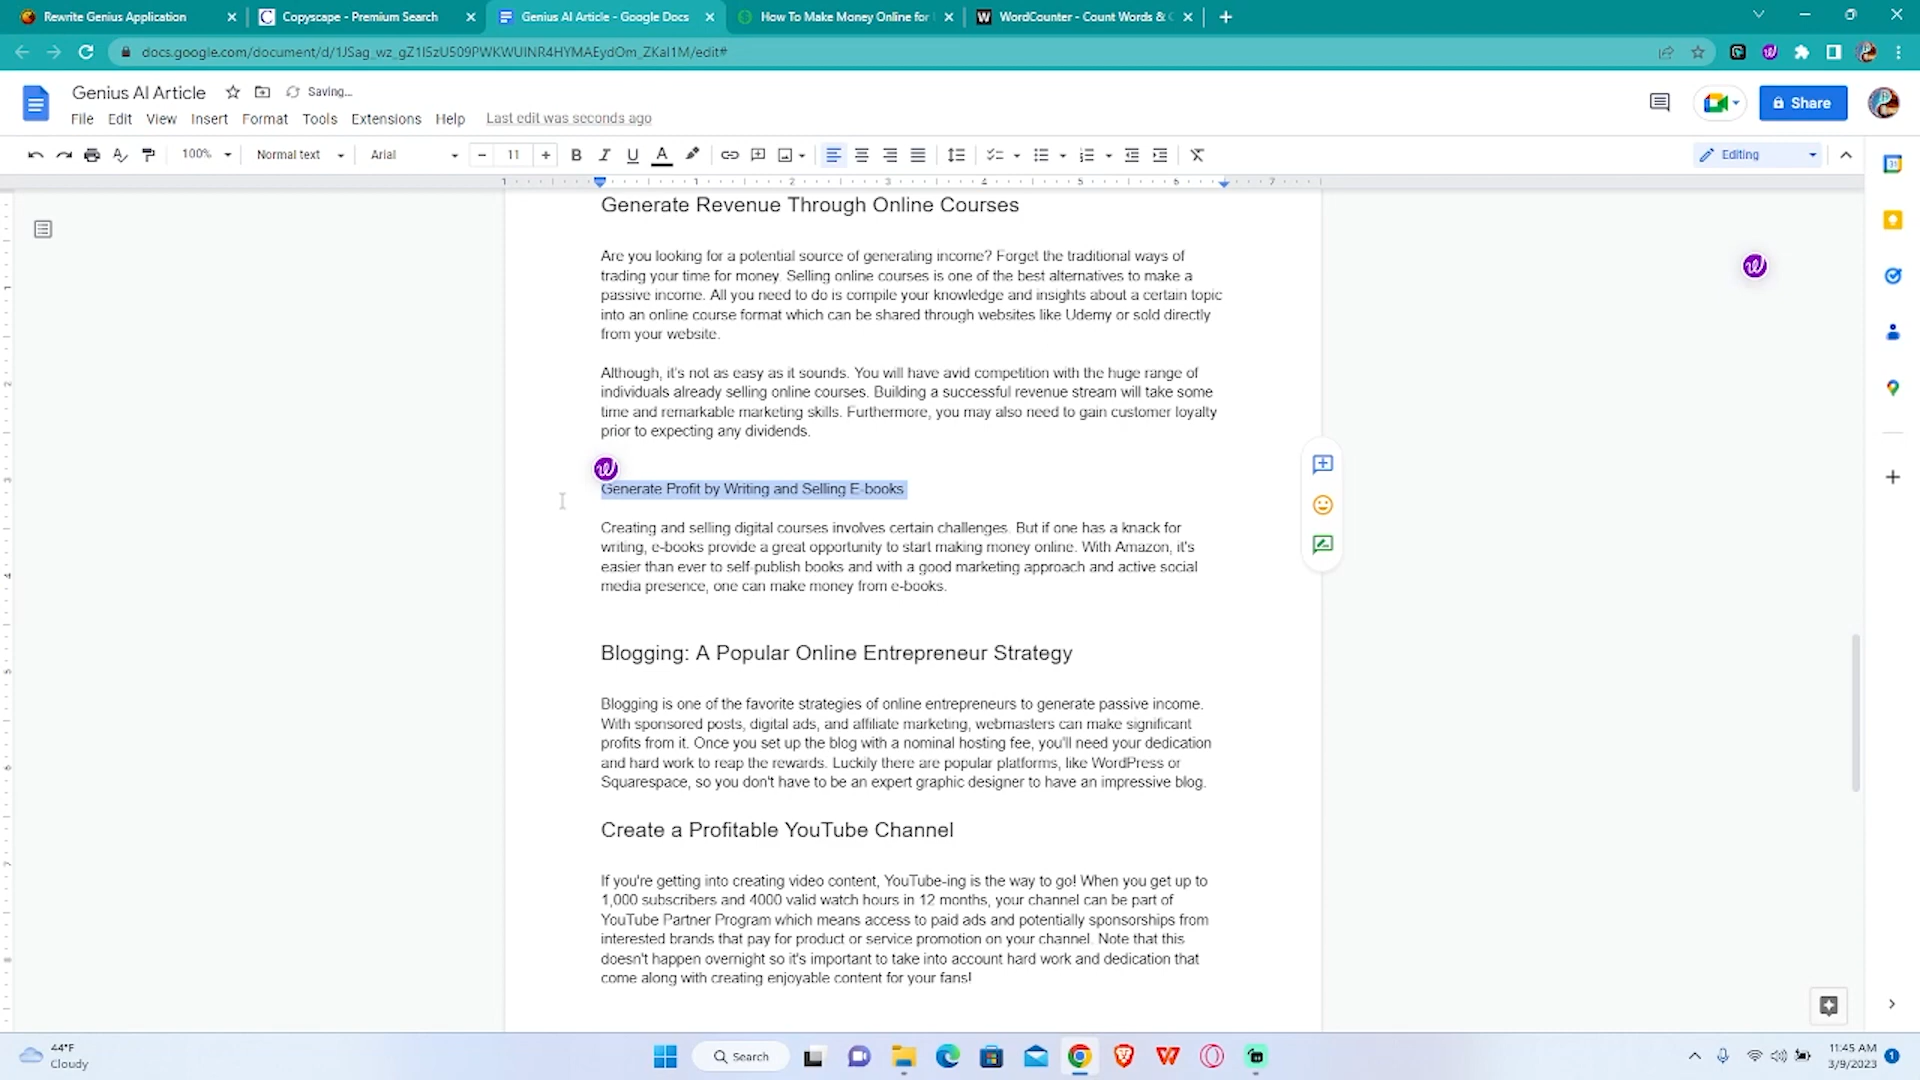 Rewrite Genius Application
Copyscape - Premium Search
Genius AI Article - Google Docs
How To Make Money Online for
WordCounter - Count Words &
docs.google.com/document/d/1JSag_wz_gZ1I5zU509PWKWUINR4HYMAEydOm_ZKaI1M/edit#
Genius AI Article
Saving...
File Edit View Insert Format Tools Extensions Help Last edit was seconds ago
Share
100% Normal text Arial 11 Editing
1 1 2 3 4 5 6 7
Generate Revenue Through Online Courses
Are you looking for a potential source of generating income? Forget the traditional ways of
trading your time for money. Selling online courses is one of the best alternatives to make a
passive income. All you need to do is compile your knowledge and insights about a certain topic
into an online course format which can be shared through websites like Udemy or sold directly
from your website.
Although, it's not as easy as it sounds. You will have avid competition with the huge range of
individuals already selling online courses. Building a successful revenue stream will take some
time and remarkable marketing skills. Furthermore, you may also need to gain customer loyalty
prior to expecting any dividends.
Generate Profit by Writing and Selling E-books
Creating and selling digital courses involves certain challenges. But if one has a knack for
writing, e-books provide a great opportunity to start making money online. With Amazon, it's
easier than ever to self-publish books and with a good marketing approach and active social
media presence, one can make money from e-books.
Blogging: A Popular Online Entrepreneur Strategy
Blogging is one of the favorite strategies of online entrepreneurs to generate passive income.
With sponsored posts, digital ads, and affiliate marketing, webmasters can make significant
profits from it. Once you set up the blog with a nominal hosting fee, you'll need your dedication
and hard work to reap the rewards. Luckily there are popular platforms, like WordPress or
Squarespace, so you don't have to be an expert graphic designer to have an impressive blog.
Create a Profitable YouTube Channel
If you're getting into creating video content, YouTube-ing is the way to go! When you get up to
1,000 subscribers and 4000 valid watch hours in 12 months, your channel can be part of
YouTube Partner Program which means access to paid ads and potentially sponsorships from
interested brands that pay for product or service promotion on your channel. Note that this
doesn't happen overnight so it's important to take into account hard work and dedication that
come along with creating enjoyable content for your fans!
44°F
Cloudy
Search
11:45 AM
3/9/2023
1